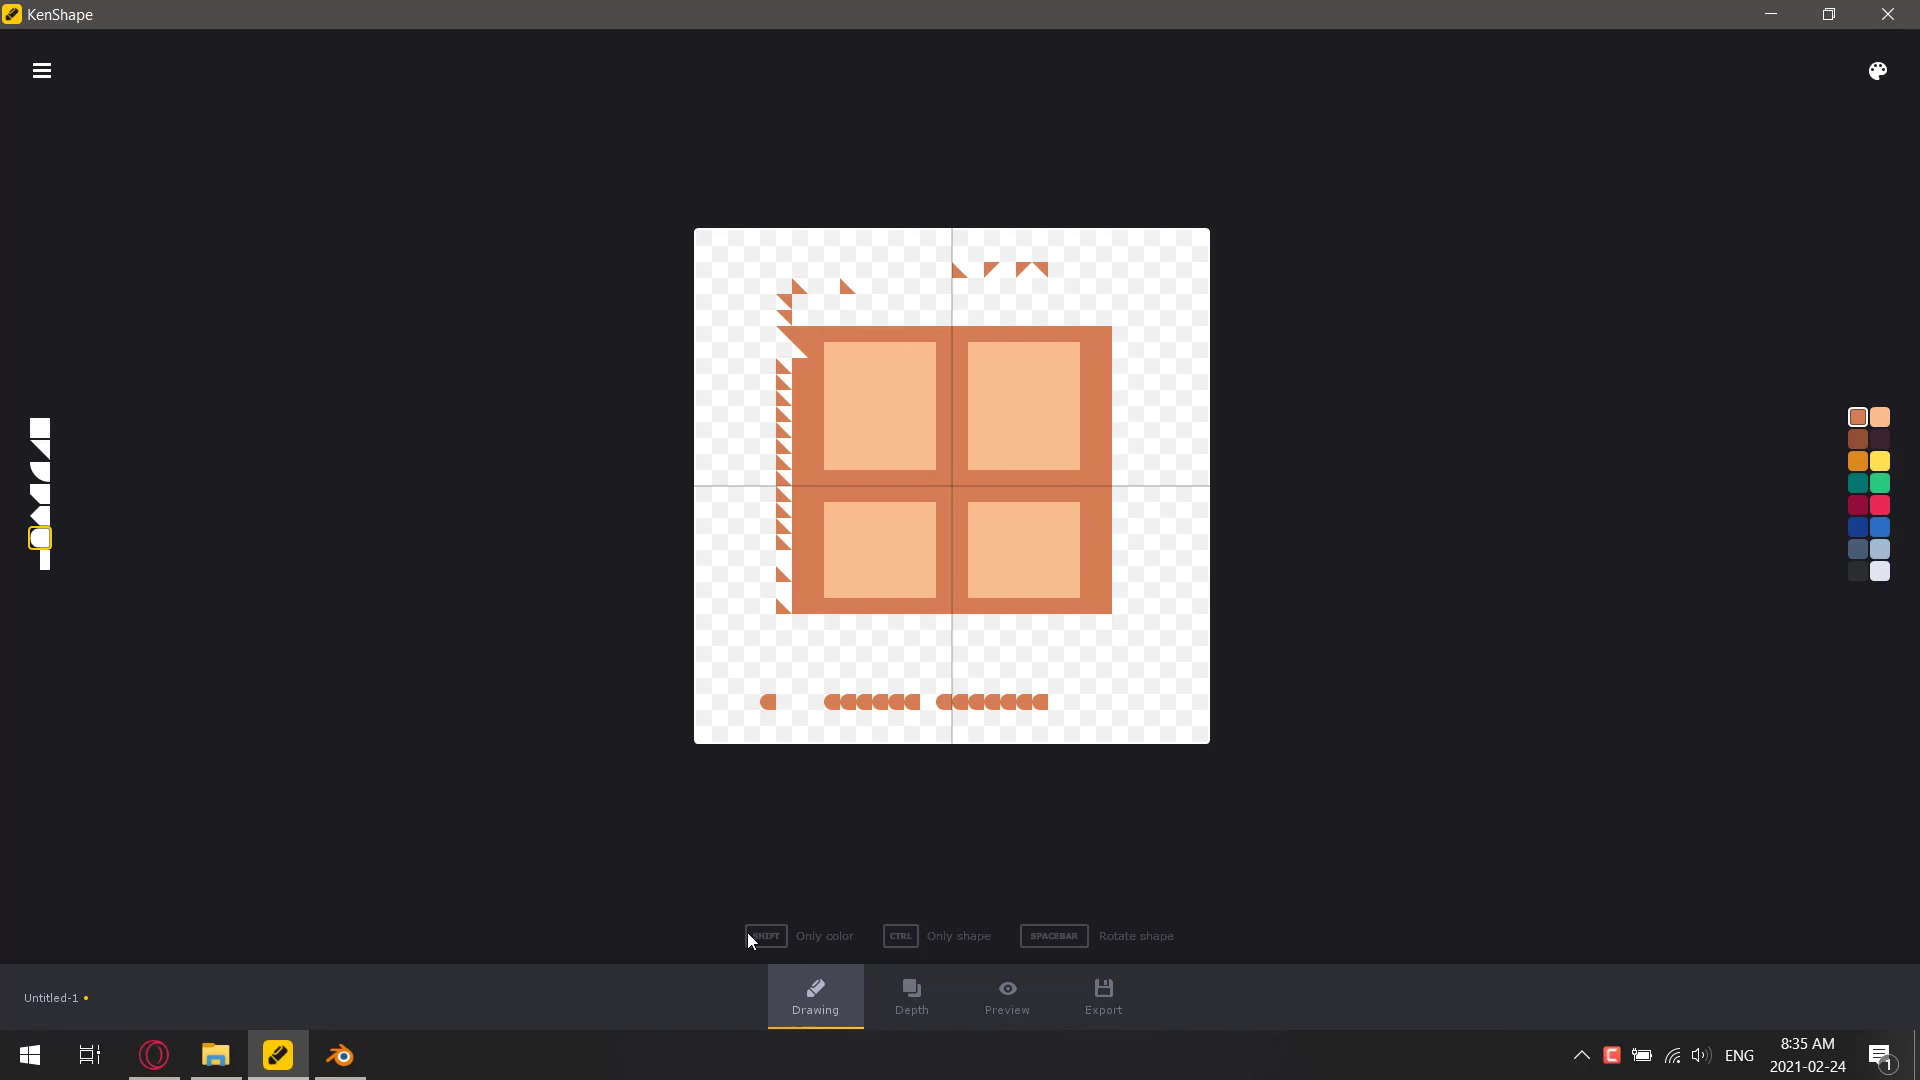 KenShape
SHIFT Only color CTRL Only shape SPACEBAR Rotate shape
Untitled-1
Drawing Depth Preview Export
ENG
8:35 AM
2021-02-24
1